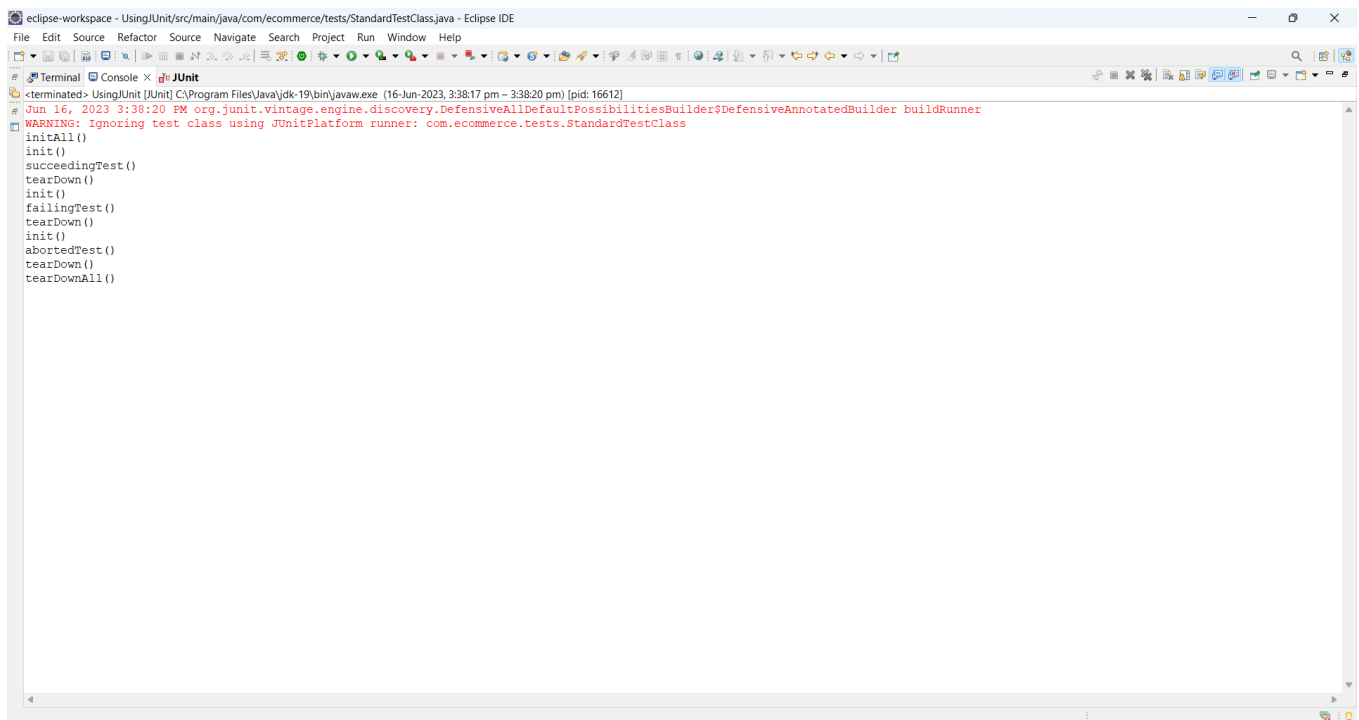 eclipse-workspace - UsingJUnit/src/main/java/com/ecommerce/tests/StandardTestClass.java - Eclipse IDE
File Edit Source Refactor Source Navigate Search Project Run Window Help
Terminal Console JUnit
<terminated> UsingJUnit [JUnit] C:\Program Files\Java\jdk-19\bin\javaw.exe (16-Jun-2023, 3:38:17 pm – 3:38:20 pm) [pid: 16612]
Jun 16, 2023 3:38:20 PM org.junit.vintage.engine.discovery.DefensiveAllDefaultPossibilitiesBuilder$DefensiveAnnotatedBuilder buildRunner
WARNING: Ignoring test class using JUnitPlatform runner: com.ecommerce.tests.StandardTestClass
initAll()
init()
succeedingTest()
tearDown()
init()
failingTest()
tearDown()
init()
abortedTest()
tearDown()
tearDownAll()